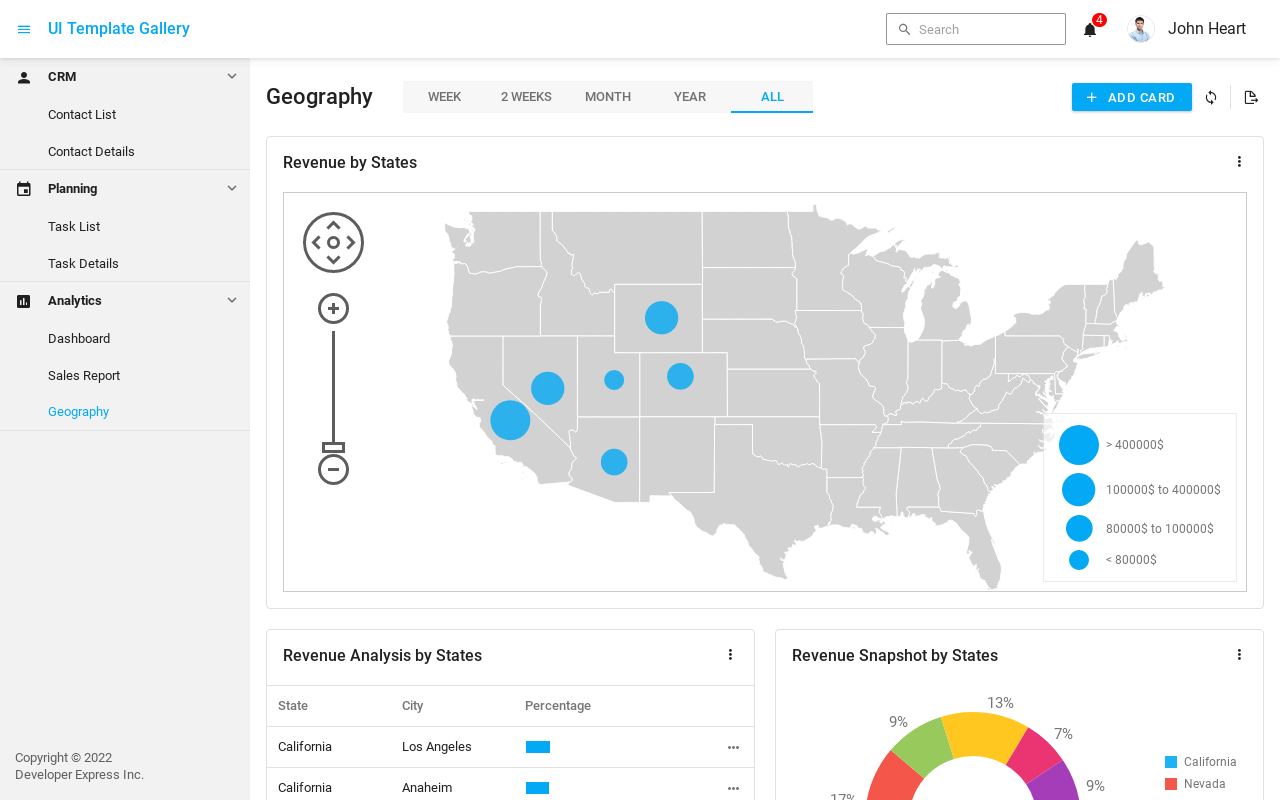 UI Template Gallery
Search
4
John Heart
CRM
Contact List
Contact Details
Planning
Task List
Task Details
Analytics
Dashboard
Sales Report
Geography
Copyright © 2022
Developer Express Inc.
Geography
WEEK
2 WEEKS
MONTH
YEAR
ALL
ADD CARD
Revenue by States
> 400000$
100000$ to 400000$
80000$ to 100000$
< 80000$
Revenue Analysis by States
State City Percentage
California Los Angeles
California Anaheim
Revenue Snapshot by States
13%
9%
7%
9%
17%
California
Nevada